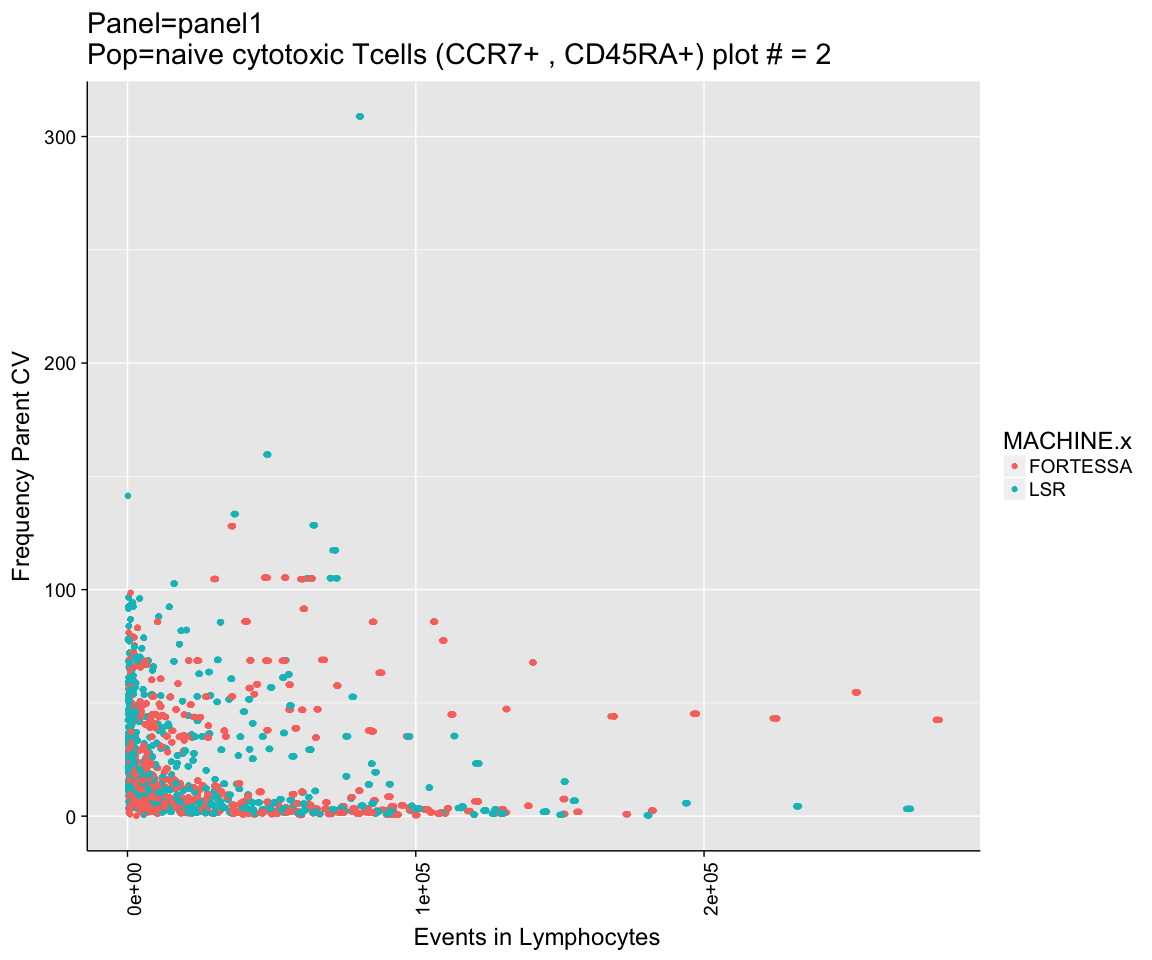 Panel=panel1
Pop=naive cytotoxic Tcells (CCR7+ , CD45RA+) plot # = 2
Frequency Parent CV
300
200
100
0
0e+00
1e+05
2e+05
Events in Lymphocytes
MACHINE.x
FORTESSA
LSR